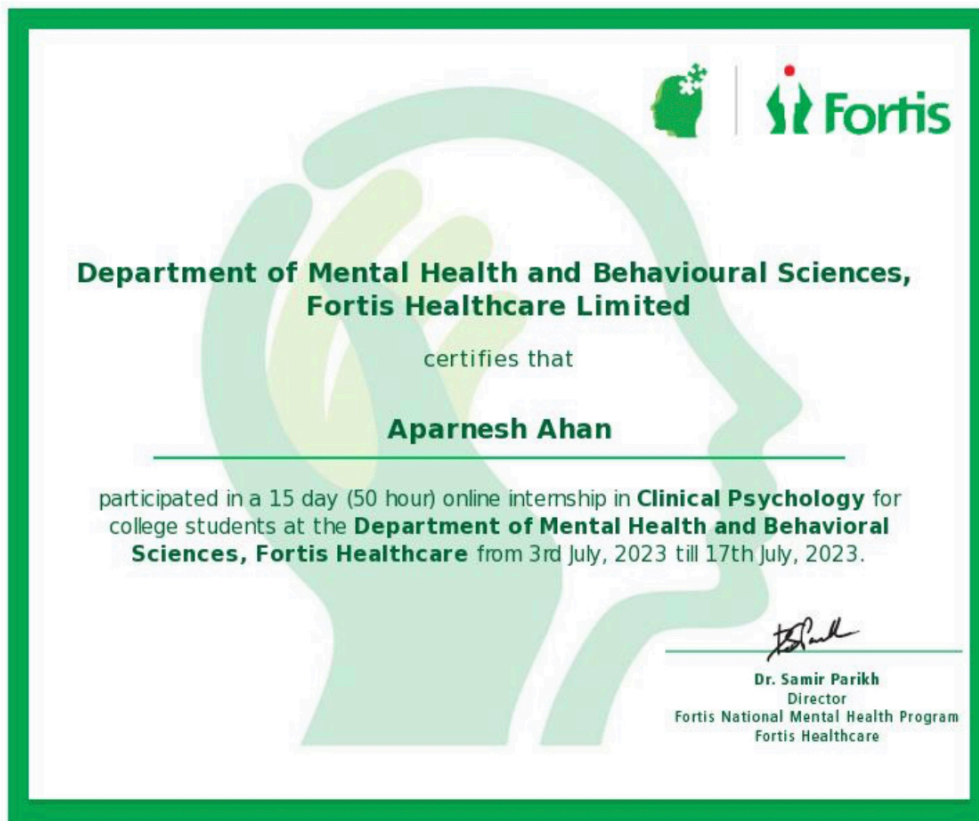 Fortis
Department of Mental Health and Behavioural Sciences,
Fortis Healthcare Limited
certifies that
Aparnesh Ahan
participated in a 15 day (50 hour) online internship in Clinical Psychology for
college students at the Department of Mental Health and Behavioral
Sciences, Fortis Healthcare from 3rd July, 2023 till 17th July, 2023.
Dr. Samir Parikh
Director
Fortis National Mental Health Program
Fortis Healthcare